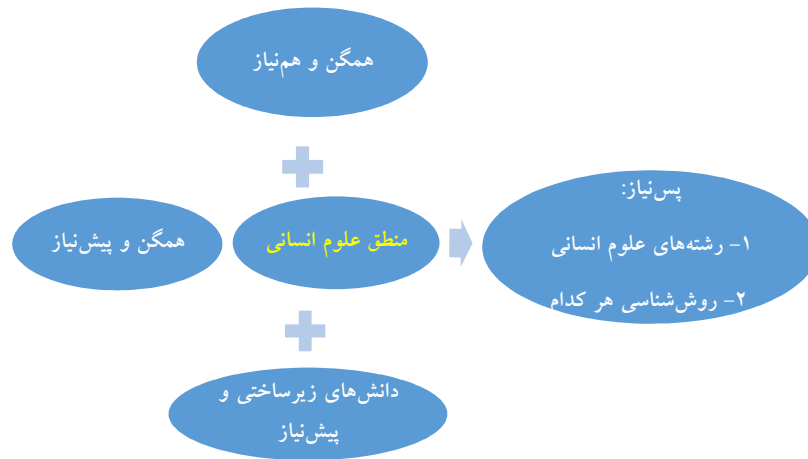 همگن و هم‌نیاز
همگن و پیش‌نیاز
منطق علوم انسانی
پس‌نیاز:
۱- رشته‌های علوم انسانی
۲- روش‌شناسی هر کدام
دانش‌های زیرساختی و
پیش‌نیاز